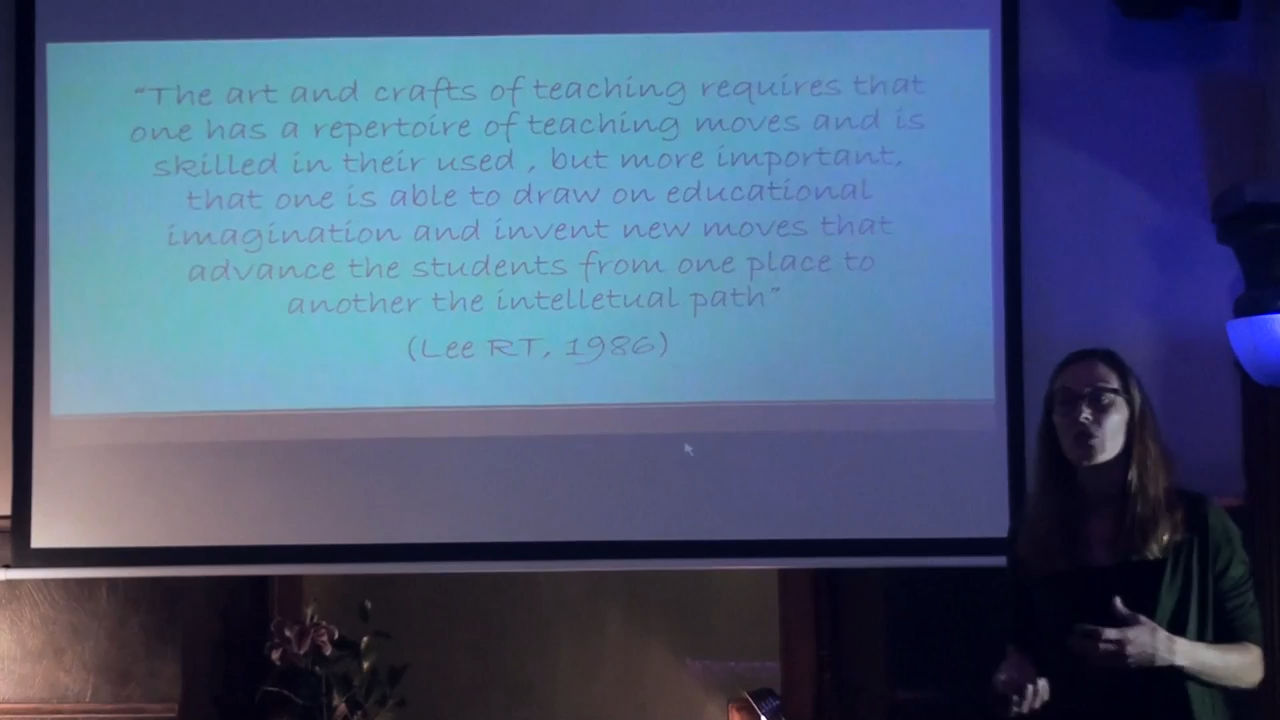 “The art and crafts of teaching requires that
one has a repertoire of teaching moves and is
skilled in their used , but more important,
that one is able to draw on educational
imagination and invent new moves that
advance the students from one place to
another the intelletual path”
(Lee RT, 1986)